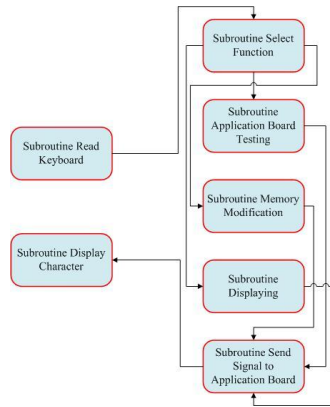 Subroutine Select
Function
Subroutine
Application Board
Testing
Subroutine Read
Keyboard
Subroutine Memory
Modification
Subroutine Display
Character
Subroutine
Displaying
Subroutine Send
Signal to
Application Board